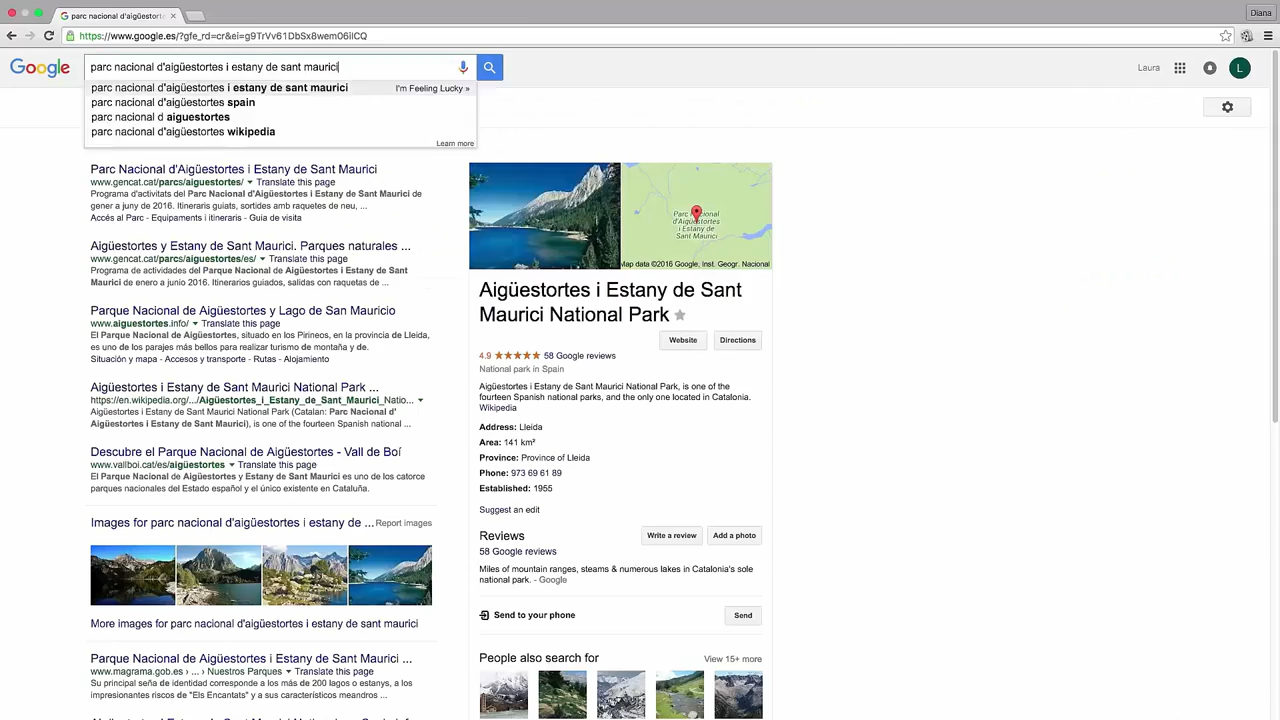 parc nacional d'aigüestorte
Diana
https://www.google.es/?gfe_rd=cr&ei=g9TrVv61DbSx8wem06ilCQ
Google
parc nacional d'aigüestortes i estany de sant maurici
Laura
L
parc nacional d'aigüestortes i estany de sant maurici
I'm Feeling Lucky »
parc nacional d'aigüestortes spain
parc nacional d aiguestortes
parc nacional d'aigüestortes wikipedia
Learn more
Parc Nacional d'Aigüestortes i Estany de Sant Maurici
www.gencat.cat/parcs/aiguestortes/ Translate this page
Programa d'activitats del Parc Nacional d'Aigüestortes i Estany de Sant Maurici de
gener a juny de 2016. Itineraris guiats, sortides amb raquetes de neu, ...
Accés al Parc - Equipaments i itineraris - Guia de visita
Aigüestortes y Estany de Sant Maurici. Parques naturales ...
www.gencat.cat/parcs/aiguestortes/es/ Translate this page
Programa de actividades del Parque Nacional de Aigüestortes i Estany de Sant
Maurici de enero a junio 2016. Itinerarios guiados, salidas con raquetas de ...
Parque Nacional de Aigüestortes y Lago de San Mauricio
www.aiguestortes.info/ Translate this page
El Parque Nacional de Aigüestortes, situado en los Pirineos, en la provincia de Lleida,
es uno de los parajes más bellos para realizar turismo de montaña y de.
Situación y mapa - Accesos y transporte - Rutas - Alojamiento
Aigüestortes i Estany de Sant Maurici National Park ...
https://en.wikipedia.org/.../Aigüestortes_i_Estany_de_Sant_Maurici_Natio...
Aigüestortes i Estany de Sant Maurici National Park (Catalan: Parc Nacional d'
Aigüestortes i Estany de Sant Maurici), is one of the fourteen Spanish national ...
Descubre el Parque Nacional de Aigüestortes - Vall de Boí
www.vallboi.cat/es/aigüestortes Translate this page
El Parque Nacional de Aigüestortes y Estany de Sant Maurici es uno de los catorce
parques nacionales del Estado español y el único existente en Cataluña.
Images for parc nacional d'aigüestortes i estany de ... Report images
More images for parc nacional d'aigüestortes i estany de sant maurici
Parque Nacional de Aigüestortes i Estany de Sant Maurici ...
www.magrama.gob.es › ... › Nuestros Parques Translate this page
Su principal seña de identidad corresponde a los más de 200 lagos o estanys, a los
impresionantes riscos de "Els Encantats" y a sus característicos meandros ...
Parc Nacional
d'Aigüestortes
i Estany de
Sant Maurici
Map data ©2016 Google, Inst. Geogr. Nacional
Aigüestortes i Estany de Sant
Maurici National Park
Website
Directions
4.9 58 Google reviews
National park in Spain
Aigüestortes i Estany de Sant Maurici National Park, is one of the
fourteen Spanish national parks, and the only one located in Catalonia.
Wikipedia
Address: Lleida
Area: 141 km²
Province: Province of Lleida
Phone: 973 69 61 89
Established: 1955
Suggest an edit
Reviews
Write a review
Add a photo
58 Google reviews
Miles of mountain ranges, steams & numerous lakes in Catalonia's sole
national park. - Google
Send to your phone
Send
People also search for
View 15+ more